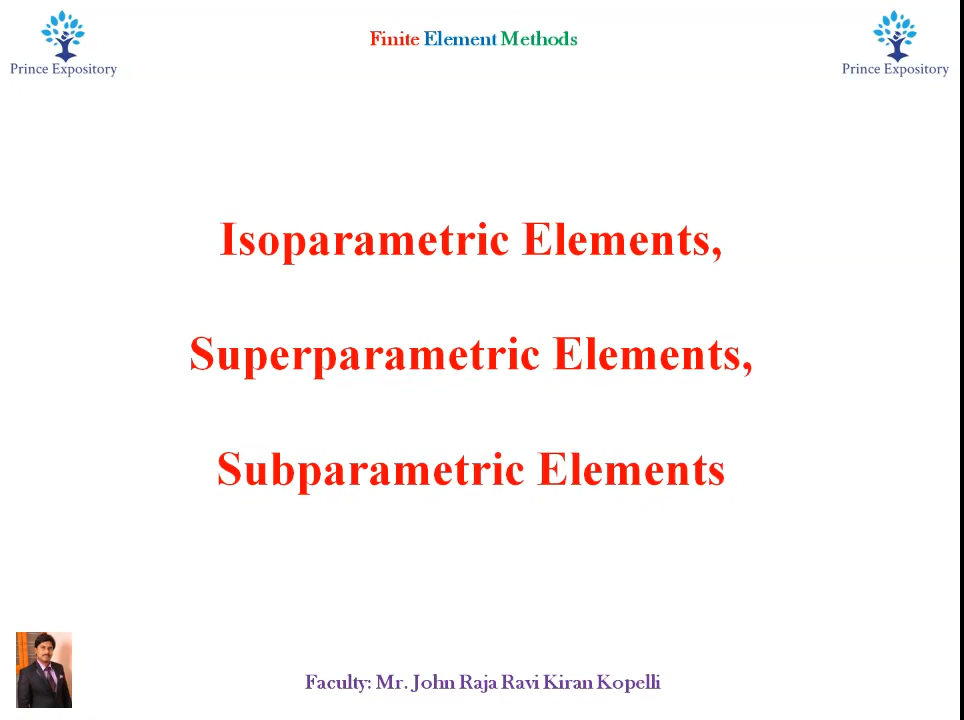 Finite Element Methods
Prince Expository
Prince Expository
Isoparametric Elements,
Superparametric Elements,
Subparametric Elements
Faculty: Mr. John Raja Ravi Kiran Kopelli